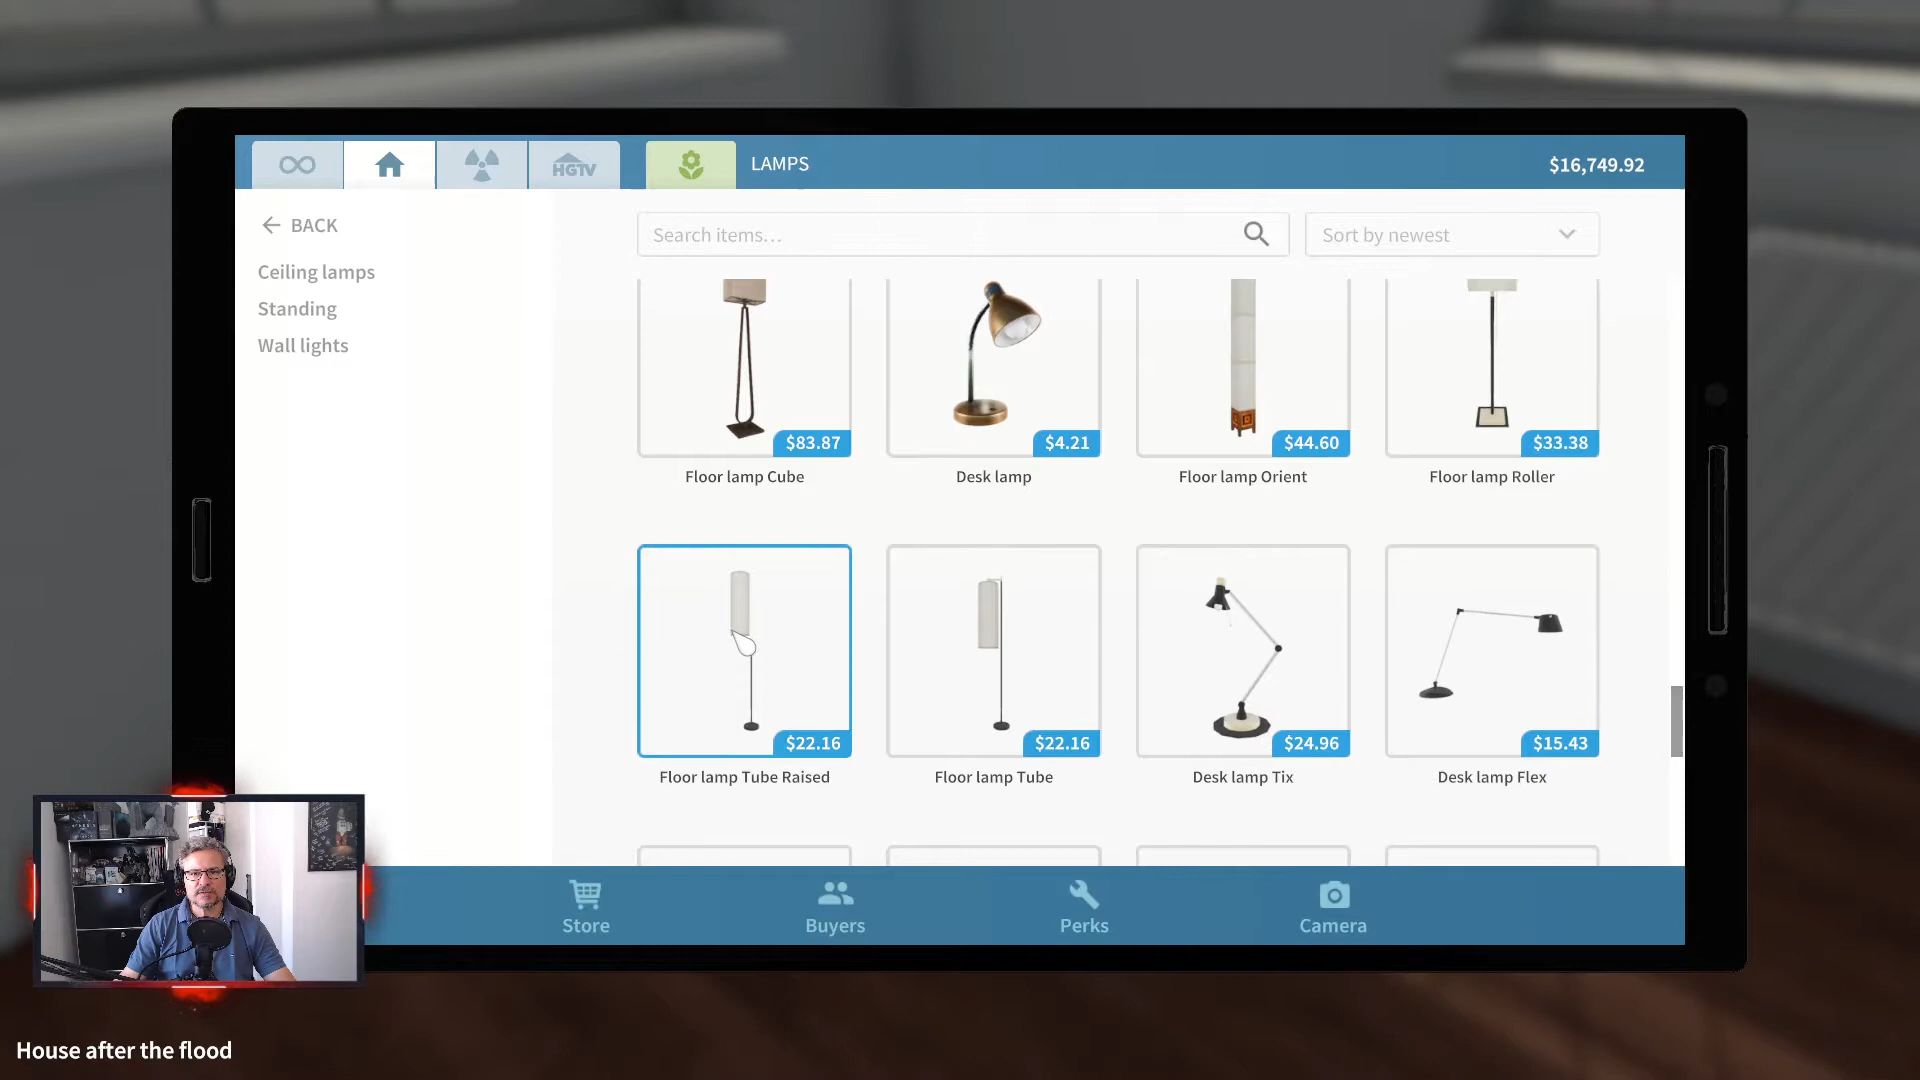 HGTV
LAMPS
$16,749.92
BACK
Search items...
Sort by newest
Ceiling lamps
Standing
Wall lights
$83.87
$4.21
$44.60
$33.38
Floor lamp Cube
Desk lamp
Floor lamp Orient
Floor lamp Roller
$22.16
$22.16
$24.96
$15.43
Floor lamp Tube Raised
Floor lamp Tube
Desk lamp Tix
Desk lamp Flex
Store
Buyers
Perks
Camera
House after the flood